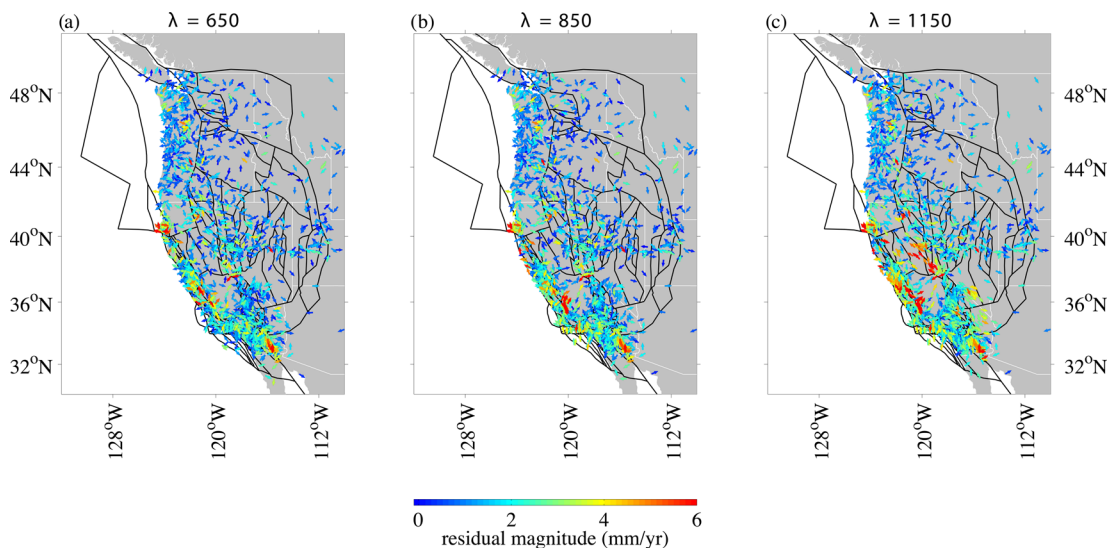 (a) λ = 650
(b) λ = 850
(c) λ = 1150
48°N
44°N
40°N
36°N
32°N
48°N
44°N
40°N
36°N
32°N
128°W
120°W
112°W
128°W
120°W
112°W
128°W
120°W
112°W
0 2 4 6
residual magnitude (mm/yr)